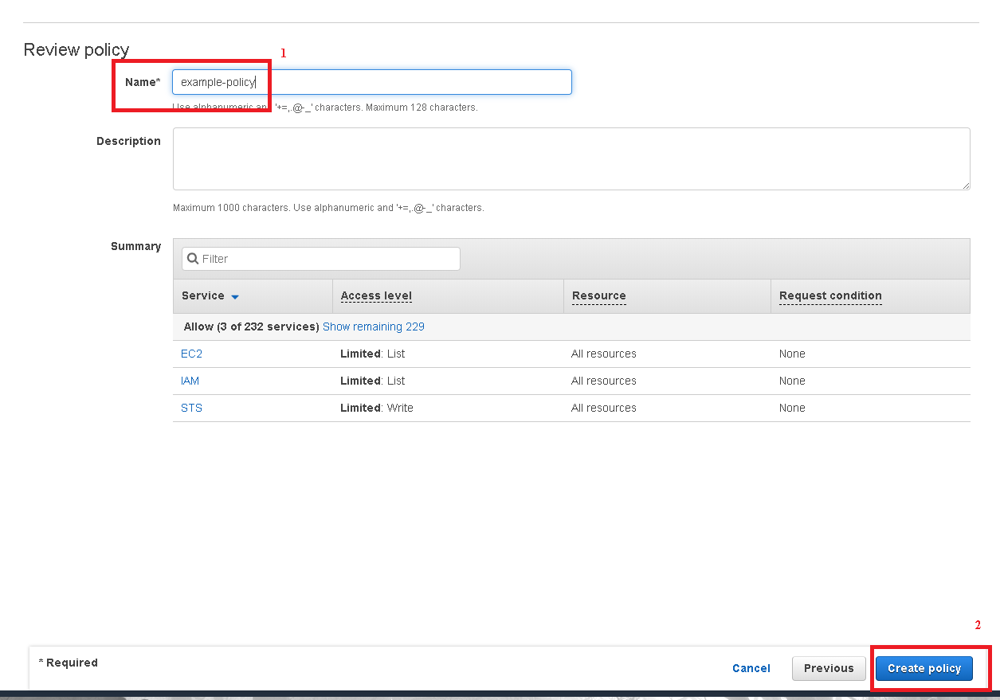 Review policy
1
Name*
example-policy
Use alphanumeric and '+=,.@-_' characters. Maximum 128 characters.
Description
Maximum 1000 characters. Use alphanumeric and '+=,.@-_' characters.
Summary
Filter
Service Access level Resource Request condition
Allow (3 of 232 services) Show remaining 229
EC2 Limited: List All resources None
IAM Limited: List All resources None
STS Limited: Write All resources None
2
* Required
Cancel Previous Create policy